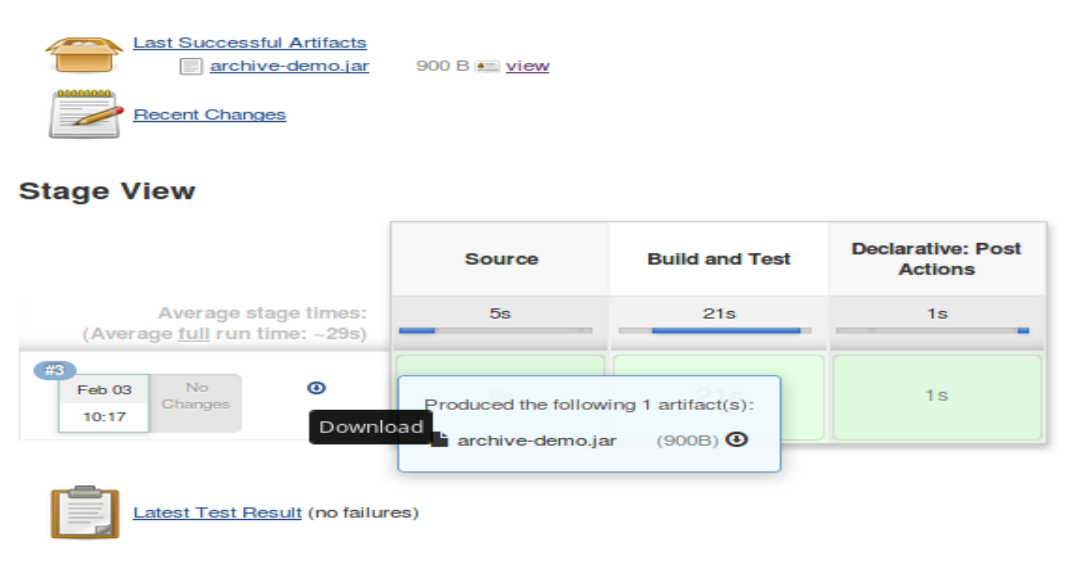 Last Successful Artifacts
archive-demo.jar 900 B view
Recent Changes
Stage View
Source Build and Test Declarative: Post Actions
Average stage times: 5s 21s 1s
(Average full run time: ~29s)
#3
Feb 03 No Changes
10:17
1s
Produced the following 1 artifact(s):
Download
archive-demo.jar (900B)
Latest Test Result (no failures)